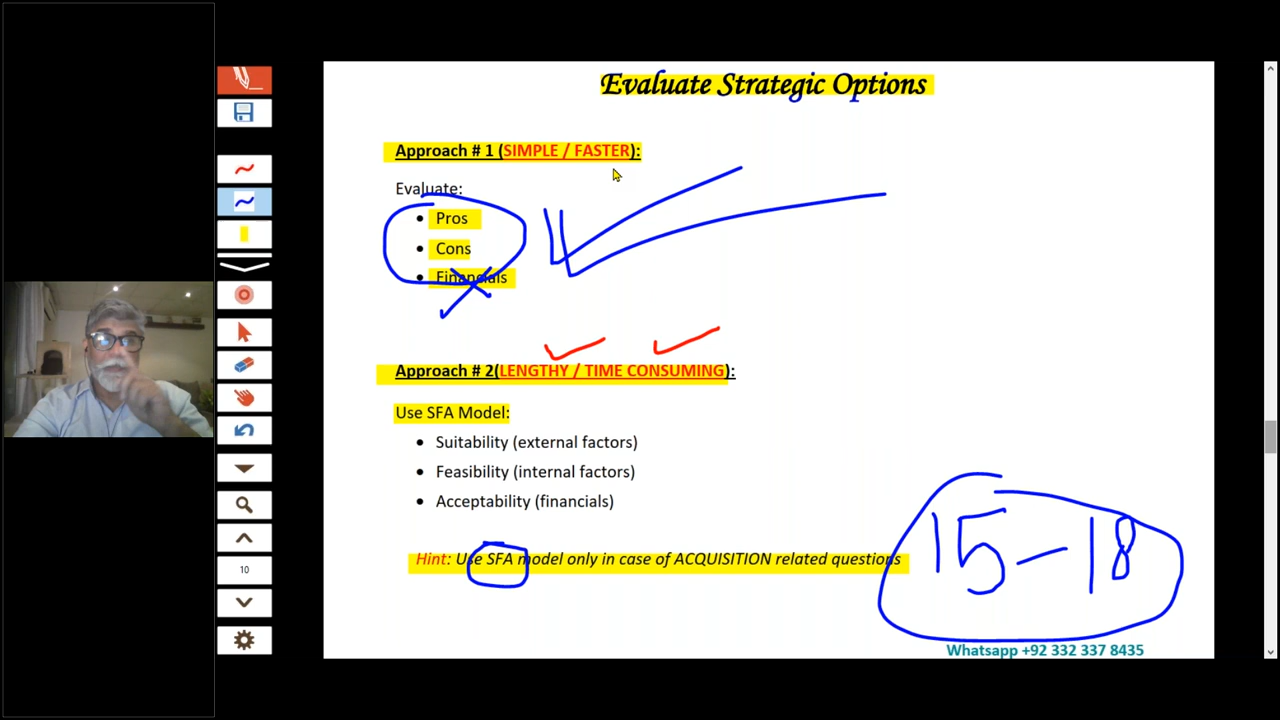 Evaluate Strategic Options
Approach # 1 (SIMPLE / FASTER):
Evaluate:
• Pros
• Cons
• Financials
Approach # 2(LENGTHY / TIME CONSUMING):
Use SFA Model:
• Suitability (external factors)
• Feasibility (internal factors)
• Acceptability (financials)
Hint: Use SFA model only in case of ACQUISITION related questions
15-18
Whatsapp +92 332 337 8435
10